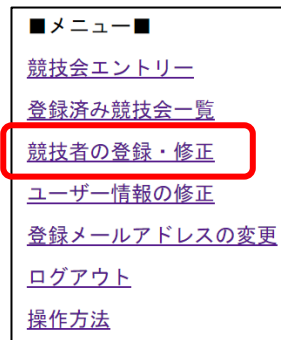 ■メニュー■
競技会エントリー
登録済み競技会一覧
競技者の登録・修正
ユーザー情報の修正
登録メールアドレスの変更
ログアウト
操作方法